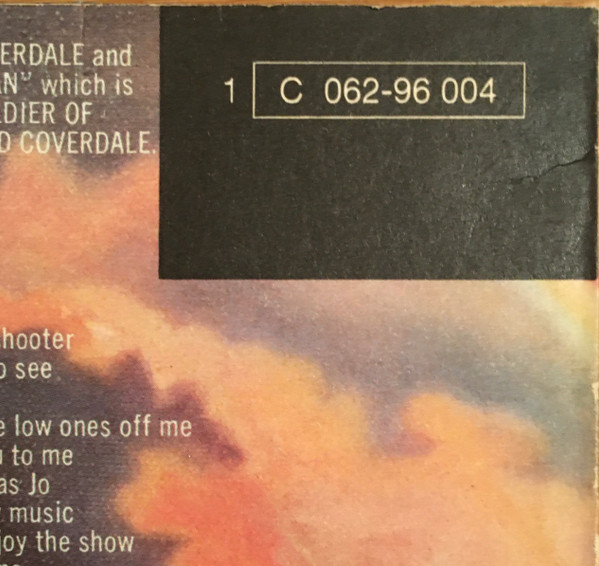 ERDALE and
which is
DIER OF
COVERDALE.
1 C 062-96 004
hooter
see
low ones off me
to me
as Jo
music
joy the show